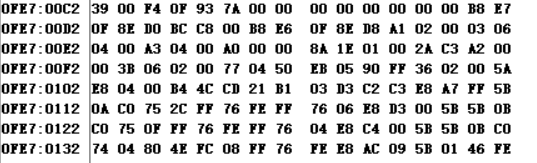 0FE7:00C2 39 00 F4 0F 93 7A 00 00 00 00 00 00 00 00 B8 E7
0FE7:00D2 0F 8E D0 BC C8 00 B8 E6 0F 8E D8 A1 02 00 03 06
0FE7:00E2 04 00 A3 04 00 A0 00 00 8A 1E 01 00 2A C3 A2 00
0FE7:00F2 00 3B 06 02 00 77 04 50 EB 05 90 FF 36 02 00 5A
0FE7:0102 E8 04 00 B4 4C CD 21 B1 03 D3 C2 C3 E8 A7 FF 5B
0FE7:0112 0A C0 75 2C FF 76 FE FF 76 06 E8 D3 00 5B 5B 0B
0FE7:0122 C0 75 0F FF 76 FE FF 76 04 E8 C4 00 5B 5B 0B C0
0FE7:0132 74 04 80 4E FC 08 FF 76 FE E8 AC 09 5B 01 46 FE